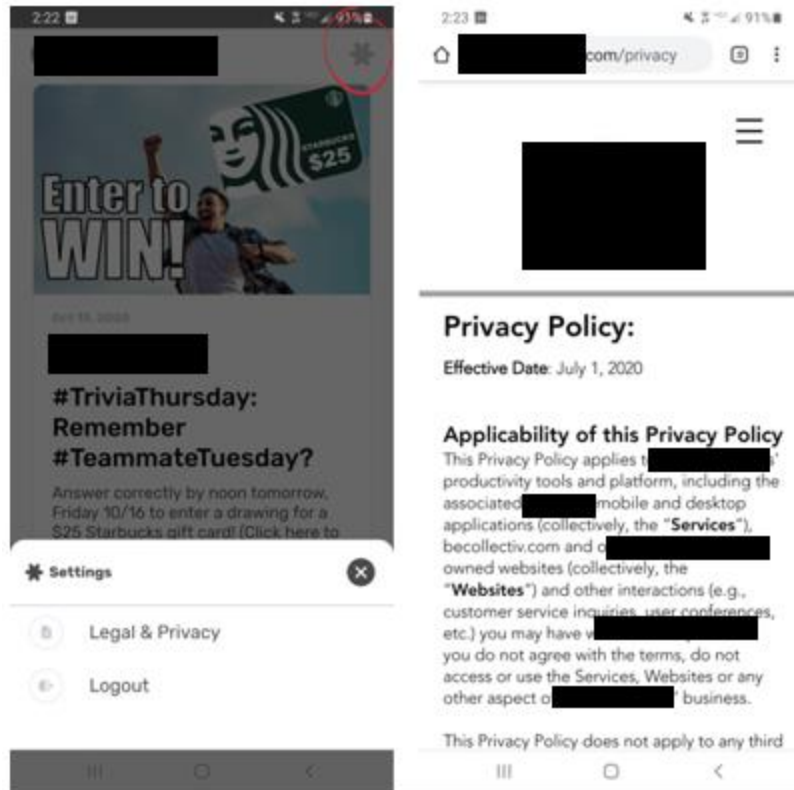 2:22
91%
STARBUCKS
$25
Enter to
WIN!
#TriviaThursday:
Remember
#TeammateTuesday?
Answer correctly by noon tomorrow,
Friday 10/16 to enter a drawing for a
$25 Starbucks gift card! (Click here to
Settings
Legal & Privacy
Logout
2:23
91%
com/privacy
Privacy Policy:
Effective Date: July 1, 2020
Applicability of this Privacy Policy
This Privacy Policy applies t s'
productivity tools and platform, including the
associated mobile and desktop
applications (collectively, the "Services"),
becollectiv.com and o
owned websites (collectively, the
"Websites") and other interactions (e.g.,
customer service inquiries, user conferences,
etc.) you may have w
you do not agree with the terms, do not
access or use the Services, Websites or any
other aspect o ' business.
This Privacy Policy does not apply to any third